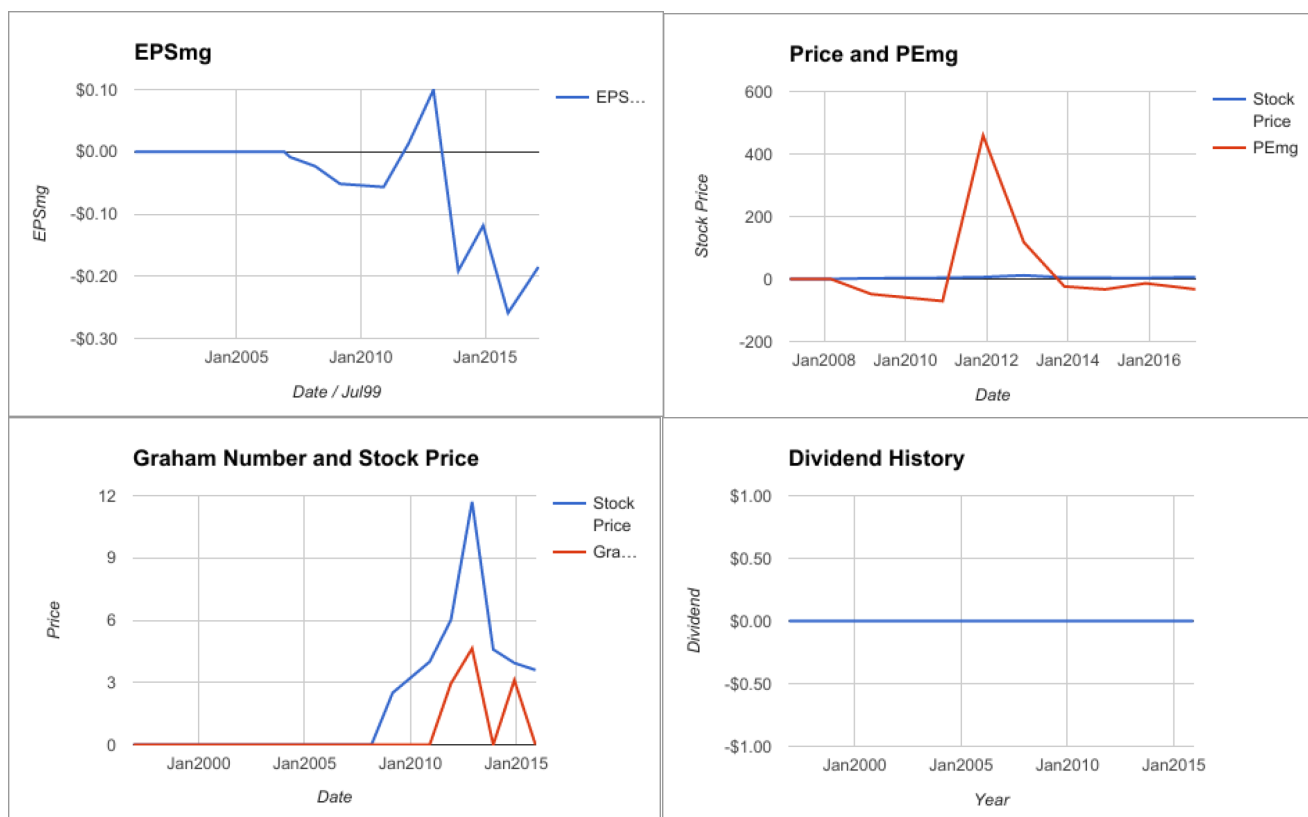 EPSmg
$0.10
$0.00
-$0.10
-$0.20
-$0.30
EPSmg
Jan2005
Jan2010
Jan2015
Date / Jul99
EPS…
Price and PEmg
600
400
200
0
-200
Stock Price
Jan2008
Jan2010
Jan2012
Jan2014
Jan2016
Date
Stock
Price
PEmg
Graham Number and Stock Price
12
9
6
3
0
Price
Jan2000
Jan2005
Jan2010
Jan2015
Date
Stock
Price
Gra…
Dividend History
$1.00
$0.50
$0.00
-$0.50
-$1.00
Dividend
Jan2000
Jan2005
Jan2010
Jan2015
Year